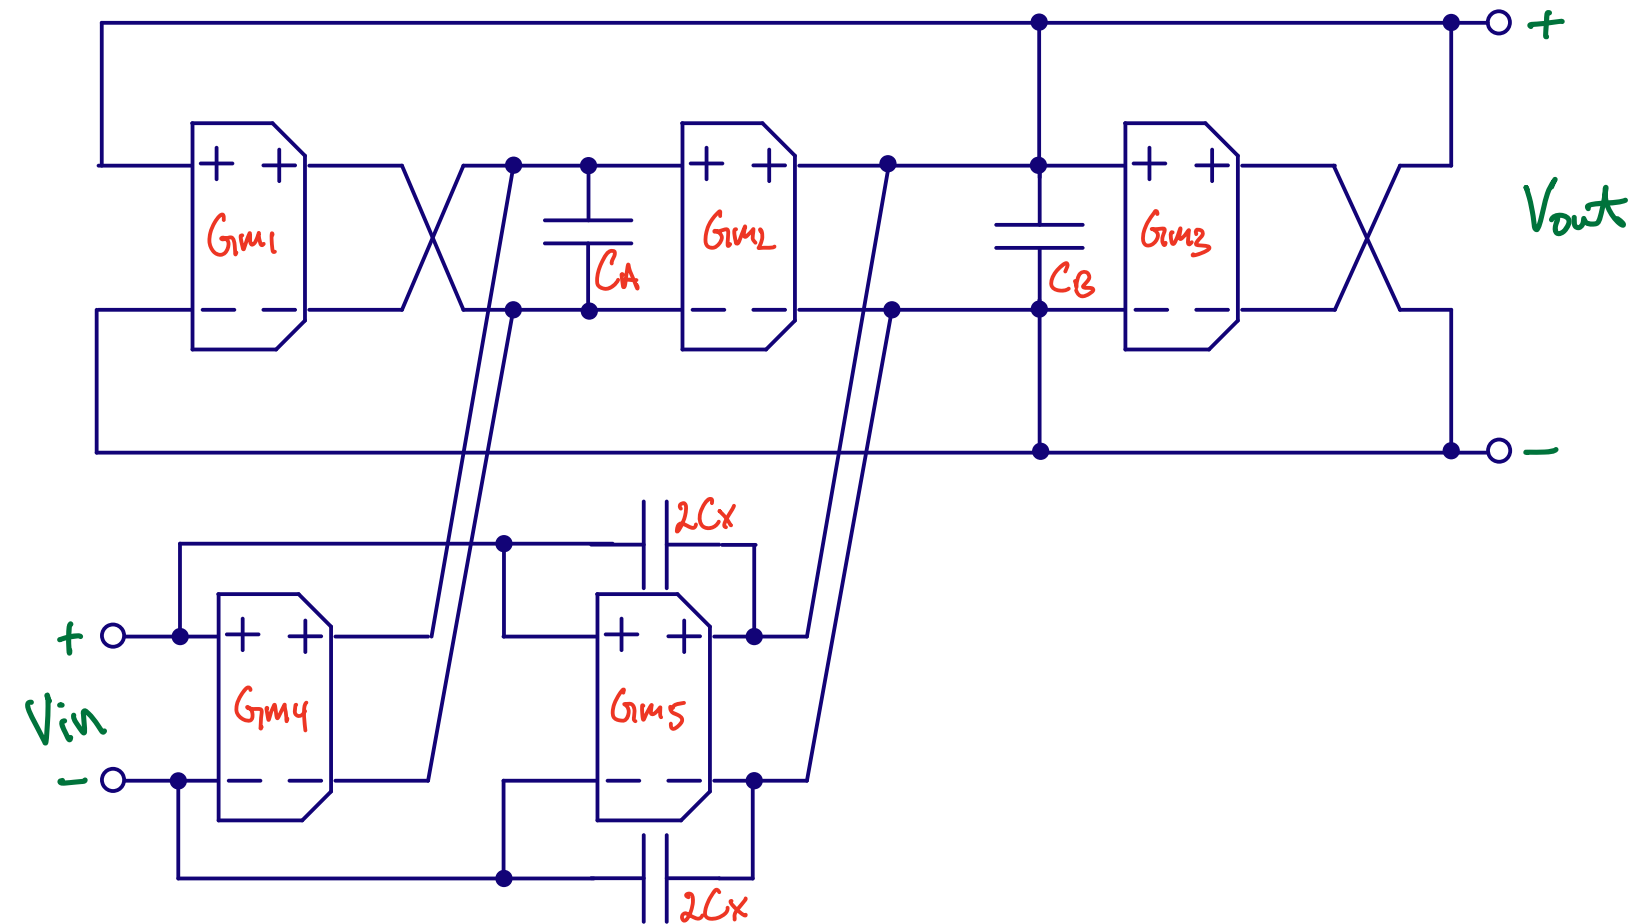 +
+ + + + + +
Gm1 Gm2 Gm3
Vout
CA CB
− − − − − −
−
2Cx
+ + + + +
Vin Gm4 Gm5
− − − − −
2Cx